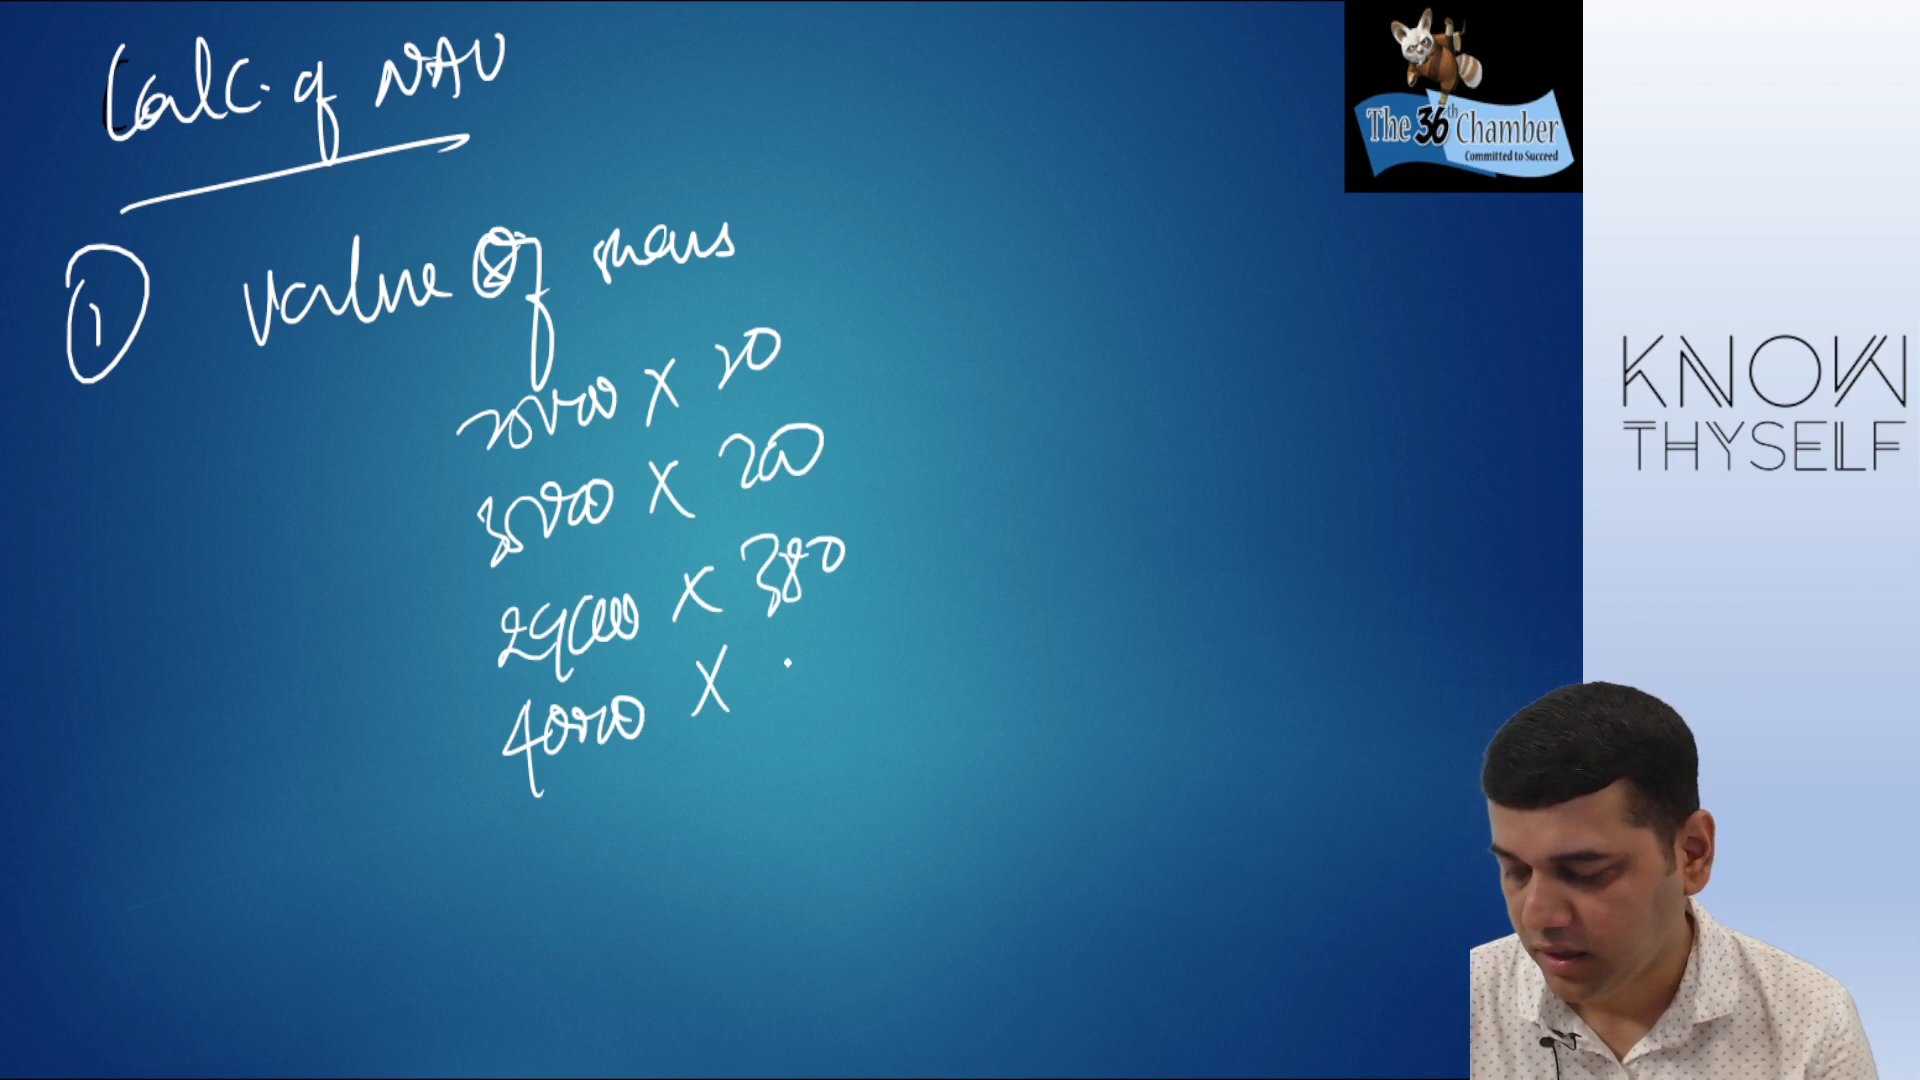 Calc. of NAV
① Value of shares
20000 x 20
30000 x 200
29000 x 380
40000 x .
The 36th Chamber
Committed to Succeed
KNOW
THYSELF